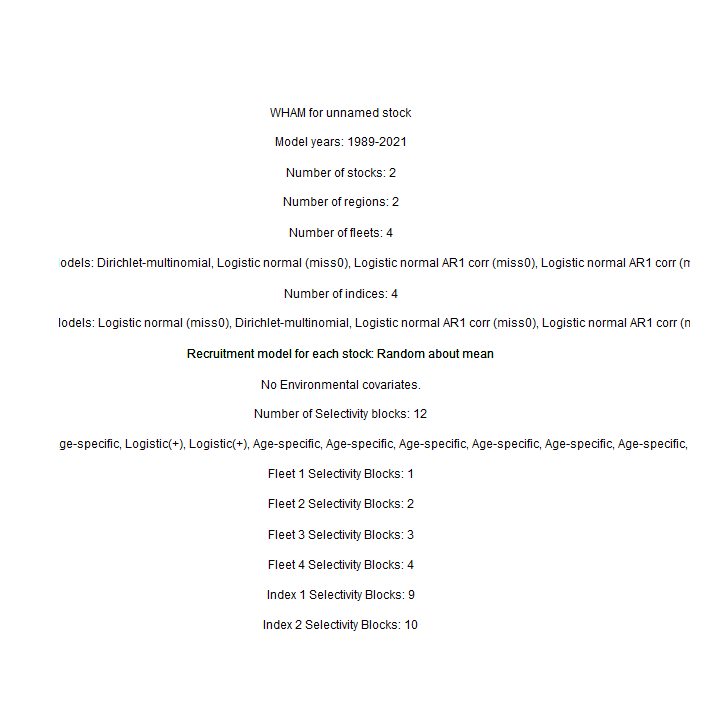 WHAM for unnamed stock
Model years: 1989-2021
Number of stocks: 2
Number of regions: 2
Number of fleets: 4
odels: Dirichlet-multinomial, Logistic normal (miss0), Logistic normal AR1 corr (miss0), Logistic normal AR1 corr (
Number of indices: 4
odels: Logistic normal (miss0), Dirichlet-multinomial, Logistic normal AR1 corr (miss0), Logistic normal AR1 corr (
Recruitment model for each stock: Random about mean
No Environmental covariates.
Number of Selectivity blocks: 12
ge-specific, Logistic(+), Logistic(+), Age-specific, Age-specific, Age-specific, Age-specific, Age-specific, Age-specific,
Fleet 1 Selectivity Blocks: 1
Fleet 2 Selectivity Blocks: 2
Fleet 3 Selectivity Blocks: 3
Fleet 4 Selectivity Blocks: 4
Index 1 Selectivity Blocks: 9
Index 2 Selectivity Blocks: 10